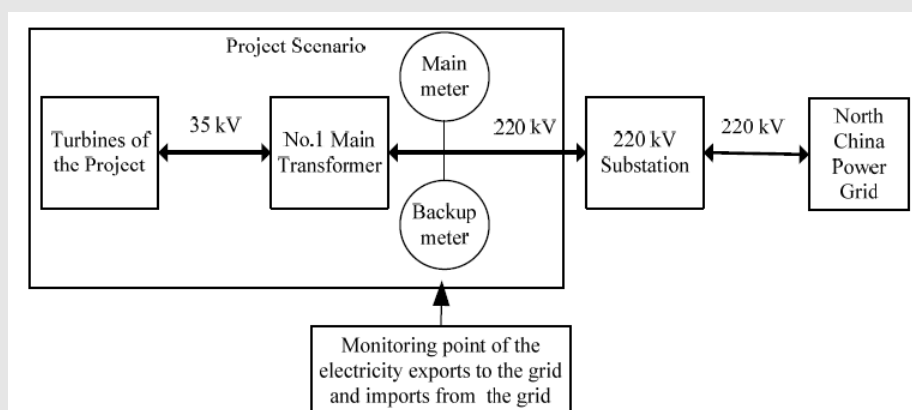 Project Scenario
Main
meter
Turbines of
the Project
35 kV
No.1 Main
Transformer
220 kV
220 kV
Substation
220 kV
North
China
Power
Grid
Backup
meter
Monitoring point of the
electricity exports to the grid
and imports from the grid